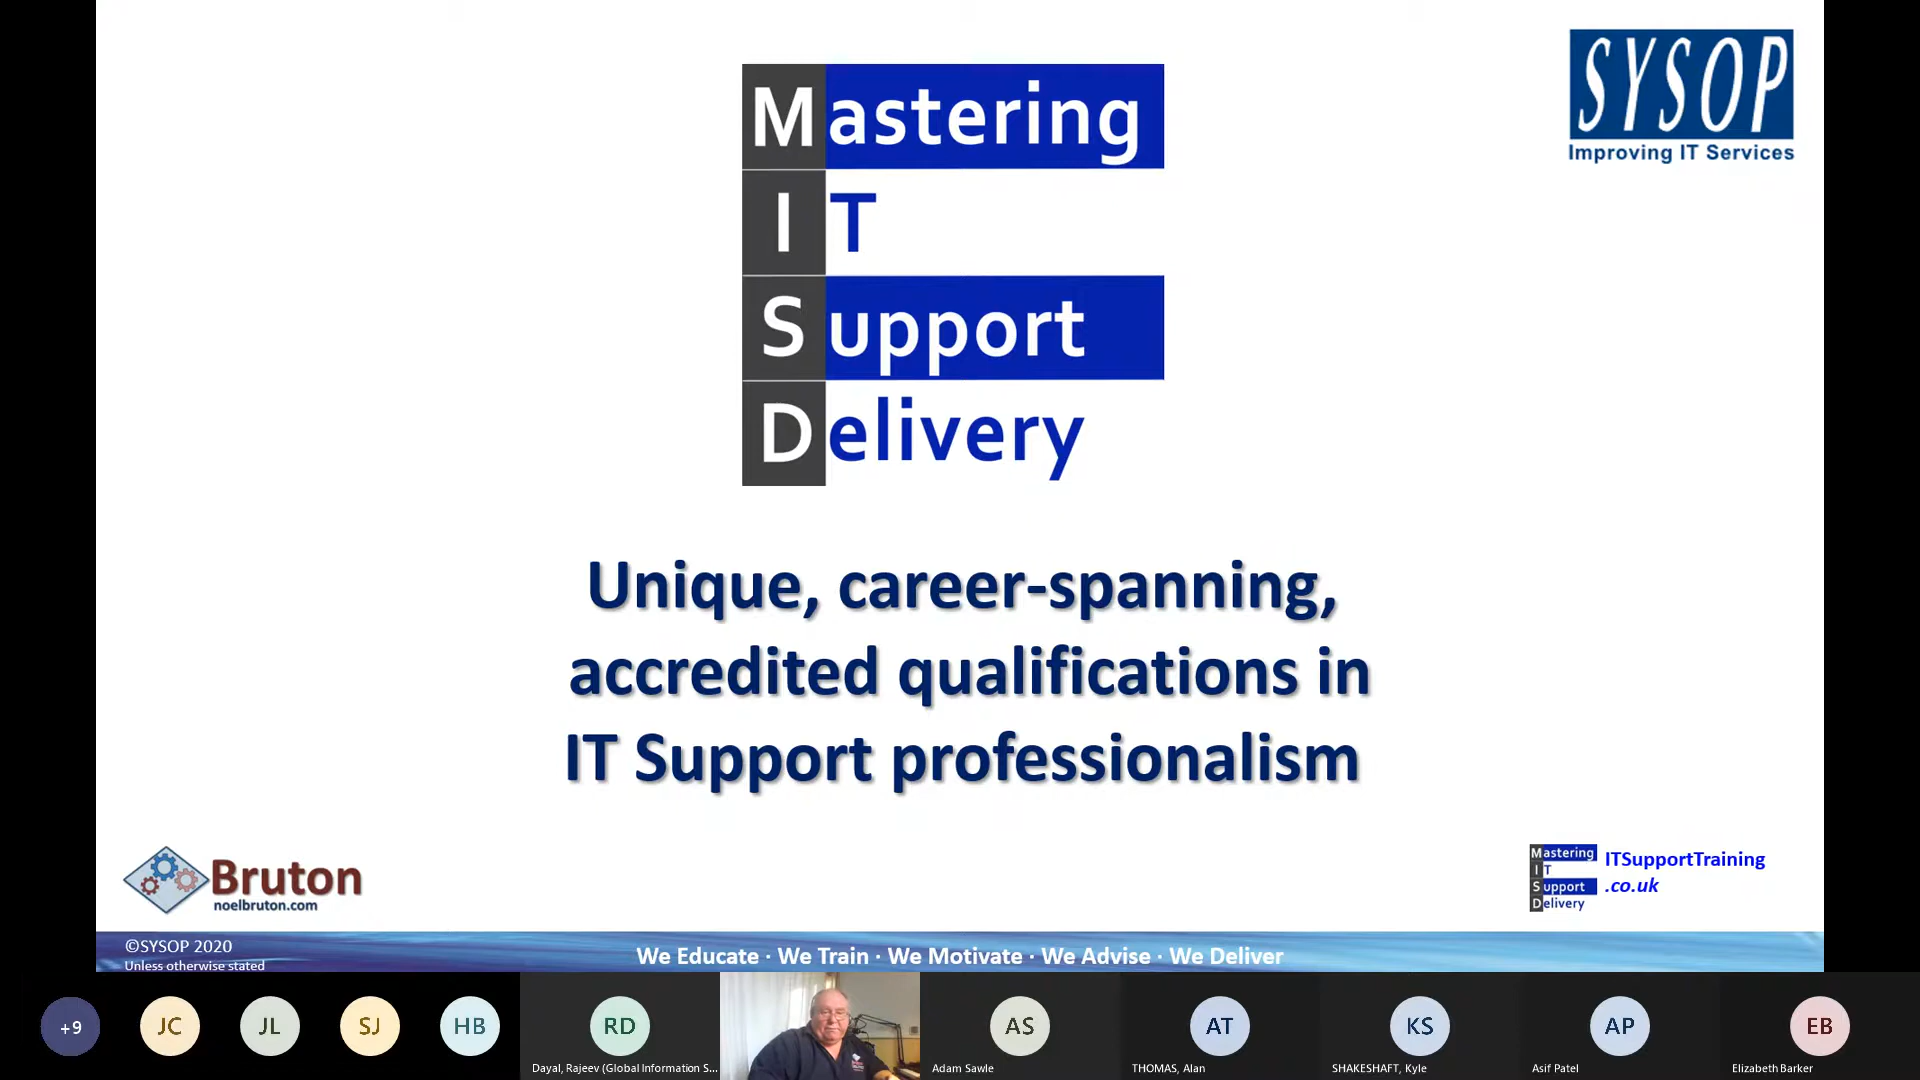 Mastering
IT
Support
Delivery
SYSOP
Improving IT Services
Unique, career-spanning,
accredited qualifications in
IT Support professionalism
Bruton
noelbruton.com
Mastering
IT
Support
Delivery
ITSupportTraining
.co.uk
©SYSOP 2020
Unless otherwise stated
We Educate · We Train · We Motivate · We Advise · We Deliver
+9
JC
JL
SJ
HB
RD
Dayal, Rajeev (Global Information S...
AS
Adam Sawle
AT
THOMAS, Alan
KS
SHAKESHAFT, Kyle
AP
Asif Patel
EB
Elizabeth Barker